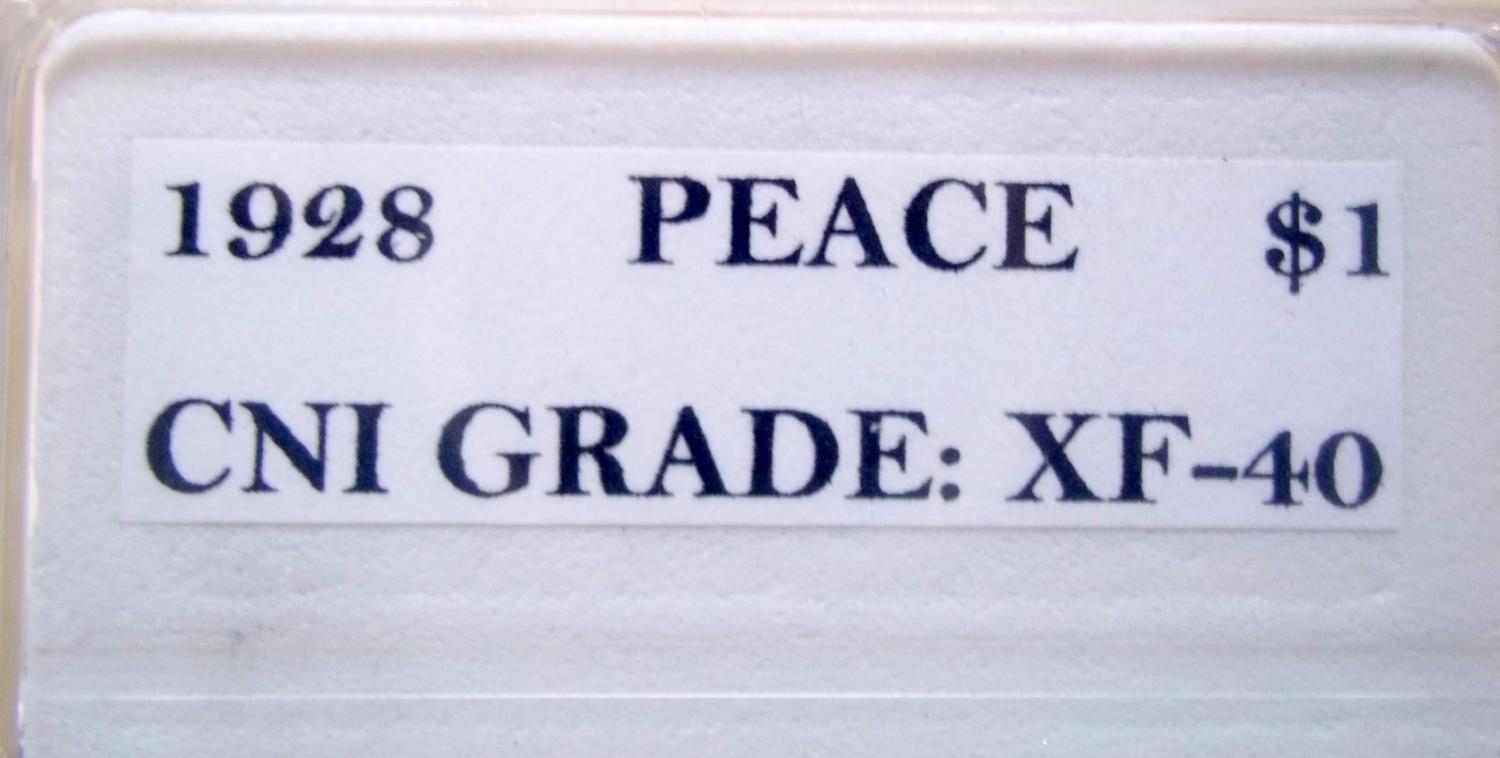 1928 PEACE $1
CNI GRADE: XF-40